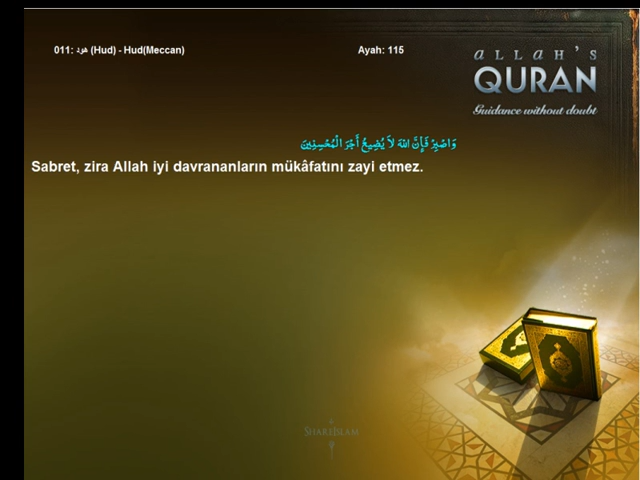 011: هود (Hud) - Hud(Meccan) Ayah: 115
ALLAH'S
QURAN
Guidance without doubt
وَاصْبِرْ فَإِنَّ اللّهَ لاَ يُضِيعُ أَجْرَ الْمُحْسِنِينَ
Sabret, zira Allah iyi davrananların mükâfatını zayi etmez.
SHAREISLAM